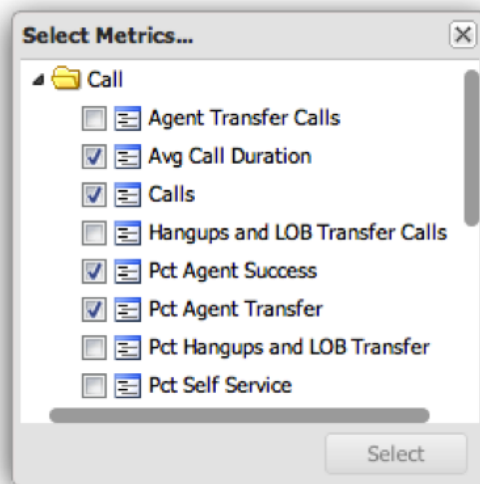 Select Metrics...
Call
Agent Transfer Calls
Avg Call Duration
Calls
Hangups and LOB Transfer Calls
Pct Agent Success
Pct Agent Transfer
Pct Hangups and LOB Transfer
Pct Self Service
Select